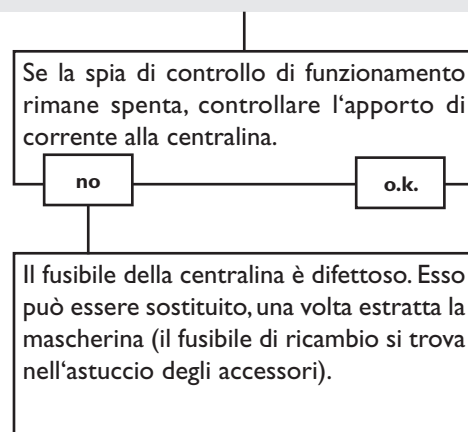 Se la spia di controllo di funzionamento
rimane spenta, controllare l‘apporto di
corrente alla centralina.
no
o.k.
Il fusibile della centralina è difettoso. Esso
può essere sostituito, una volta estratta la
mascherina (il fusibile di ricambio si trova
nell‘astuccio degli accessori).